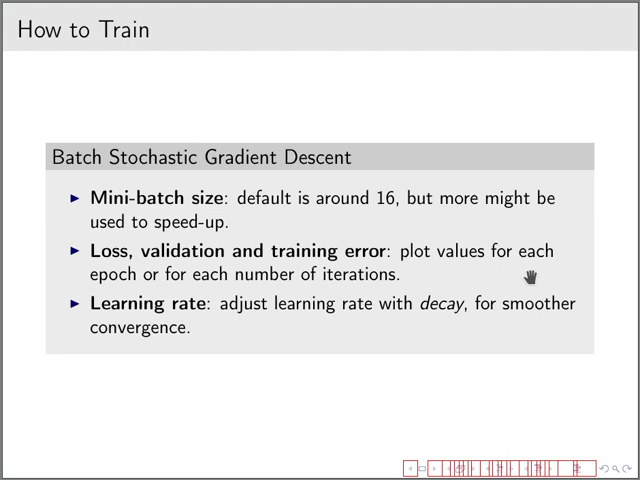 How to Train
Batch Stochastic Gradient Descent
Mini-batch size: default is around 16, but more might be
used to speed-up.
Loss, validation and training error: plot values for each
epoch or for each number of iterations.
Learning rate: adjust learning rate with decay, for smoother
convergence.